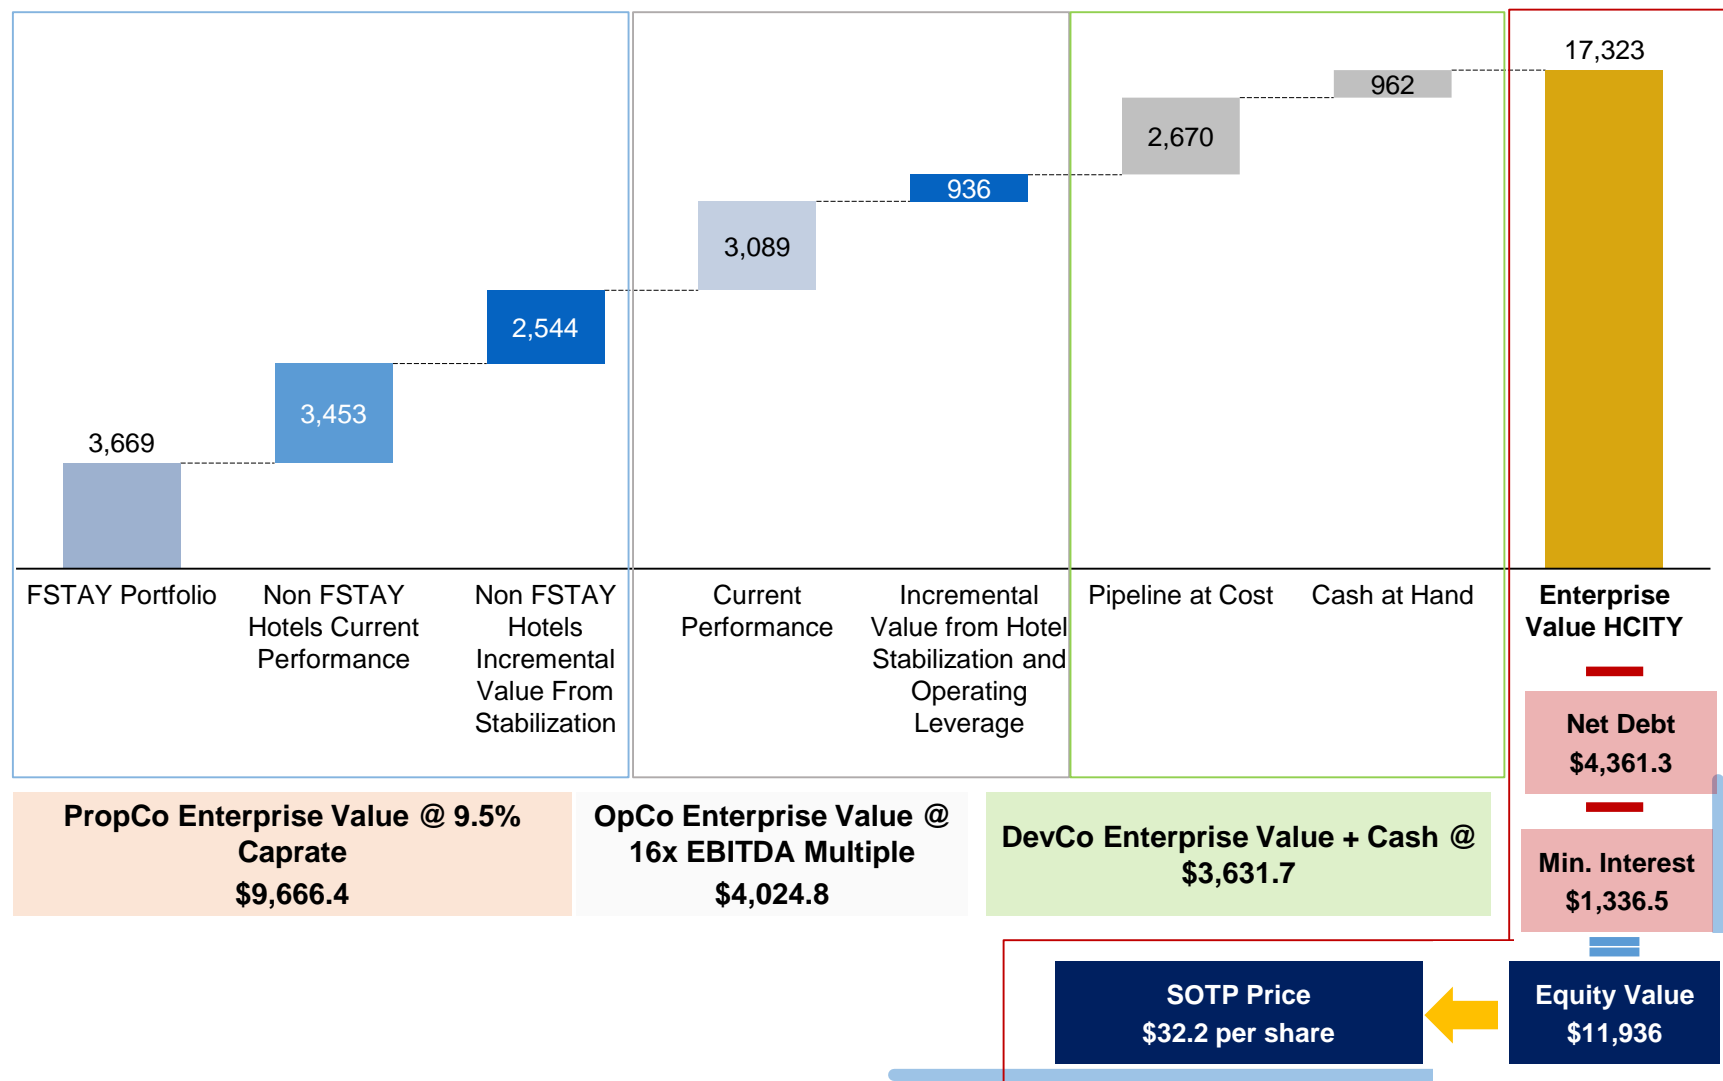 17,323
962
2,670
936
3,089
2,544
3,453
3,669
FSTAY Portfolio
Non FSTAY
Hotels Current
Performance
Non FSTAY
Hotels
Incremental
Value From
Stabilization
Current
Performance
Incremental
Value from Hotel
Stabilization and
Operating
Leverage
Pipeline at Cost
Cash at Hand
Enterprise
Value HCITY
Net Debt
$4,361.3
PropCo Enterprise Value @ 9.5%
Caprate
$9,666.4
OpCo Enterprise Value @
16x EBITDA Multiple
$4,024.8
DevCo Enterprise Value + Cash @
$3,631.7
Min. Interest
$1,336.5
SOTP Price
$32.2 per share
Equity Value
$11,936